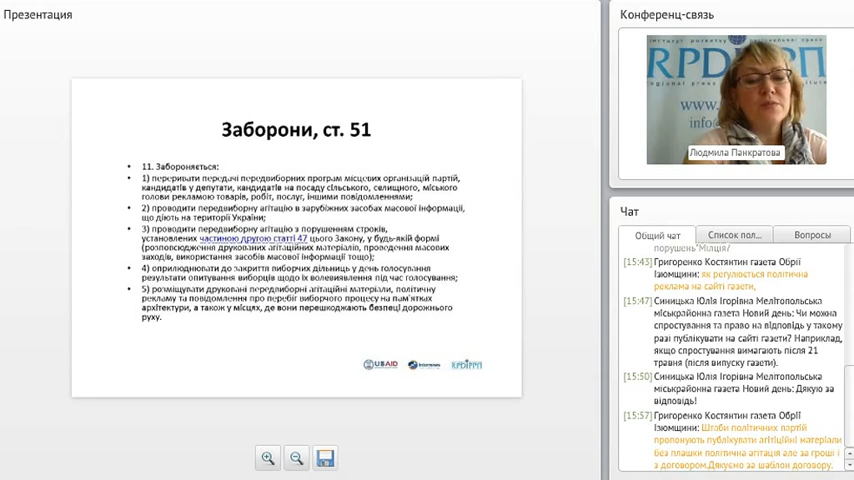 Презентация
Заборони, ст. 51
11. Забороняється:
1) переривати передачі передвиборних програм місцевих організацій партій,
кандидатів у депутати, кандидатів на посаду сільського, селищного, міського
голови рекламою товарів, робіт, послуг, іншими повідомленнями;
2) проводити передвиборну агітацію в зарубіжних засобах масової інформації,
що діють на території України;
3) проводити передвиборну агітацію з порушенням строків,
установлених частиною другою статті 47 цього Закону, у будь-якій формі
(розповсюдження друкованих агітаційних матеріалів, проведення масових
заходів, використання засобів масової інформації тощо);
4) оприлюднювати до закриття виборчих дільниць у день голосування
результати опитування виборців щодо їх волевиявлення під час голосування;
5) розміщувати друковані передвиборні агітаційні матеріали, політичну
рекламу та повідомлення про перебіг виборчого процесу на пам'ятках
архітектури, а також у місцях, де вони перешкоджають безпеці дорожнього
руху.
USAID
Internews
Конференц-связь
www.
info@
Людмила Панкратова
Чат
Общий чат
Список пол...
Вопросы
порушень Міліція?
[15:43] Григоренко Костянтин газета Обрії
Ізюмщини: як регулюється політична
реклама на сайті газети,
[15:47] Синицька Юлія Ігорівна Мелітопольська
міськрайонна газета Новий день: Чи можна
спростування та право на відповідь у такому
разі публікувати на сайті газети? Наприклад,
якщо спростування вимагають після 21
травня. (після випуску газети).
[15:50] Синицька Юлія Ігорівна Мелітопольська
міськрайонна газета Новий день: Дякую за
відповідь!
[15:57] Григоренко Костянтин газета Обрії
Ізюмщини: Штаби політичних партій
пропонують публікувати агітіційні матеріали
без плашки політична агітація але за гроші і
з договором.Дякуємо за шаблон договору.